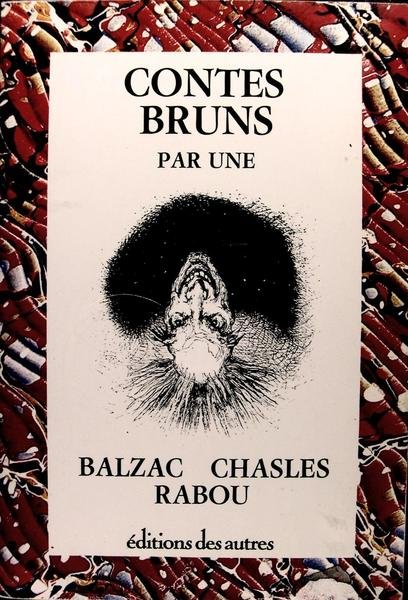 CONTES
BRUNS
PAR UNE
BALZAC CHASLES
RABOU
éditions des autres